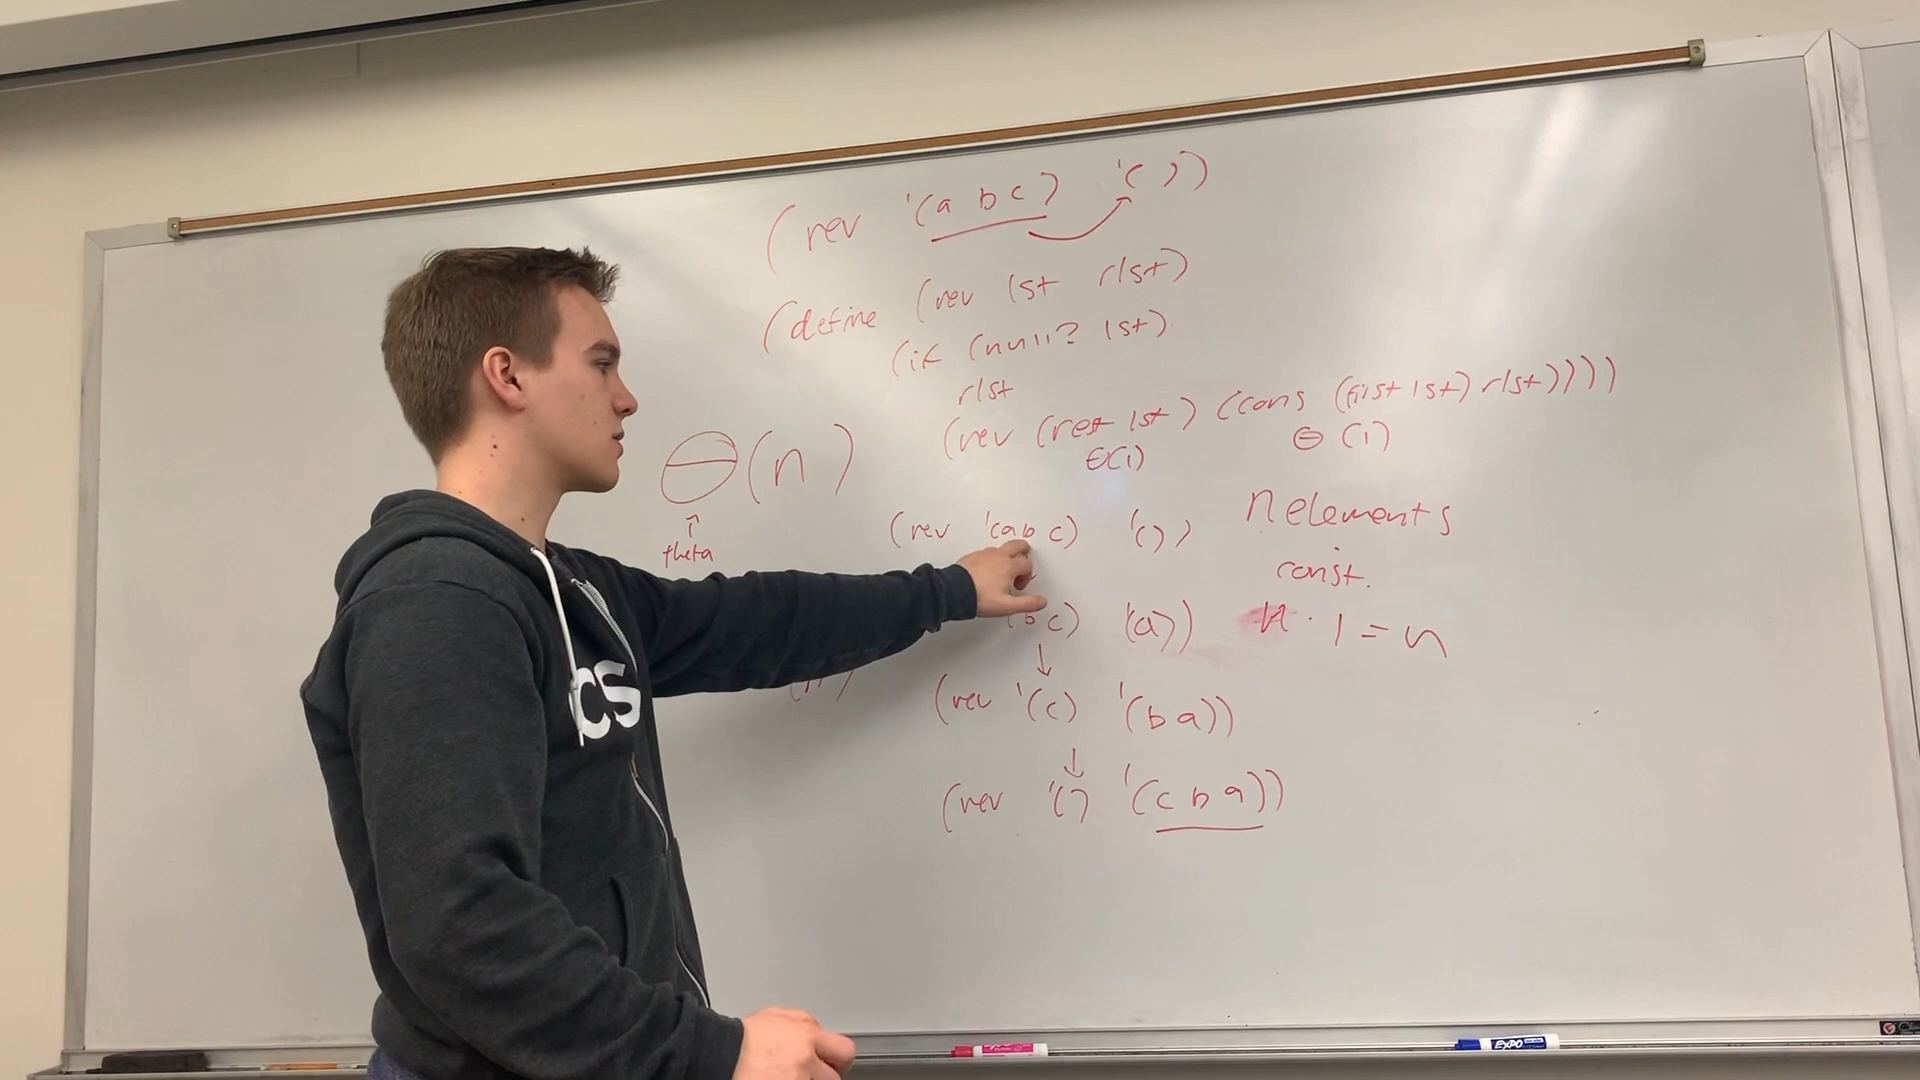 (rev '(a b c) '( ))
(define (rev lst rlst)
(if (null? lst)
rlst
(rev (rest lst) (cons (first lst) rlst))))
Θ(1) Θ(1)
Θ(n)
↑
theta
(rev '(a b c) '())
(b c) '(a))
↓
(rev '(c) '(b a))
↓
(rev '() '(c b a))
n elements
const.
n · 1 = n
(n)
CS
EXPO